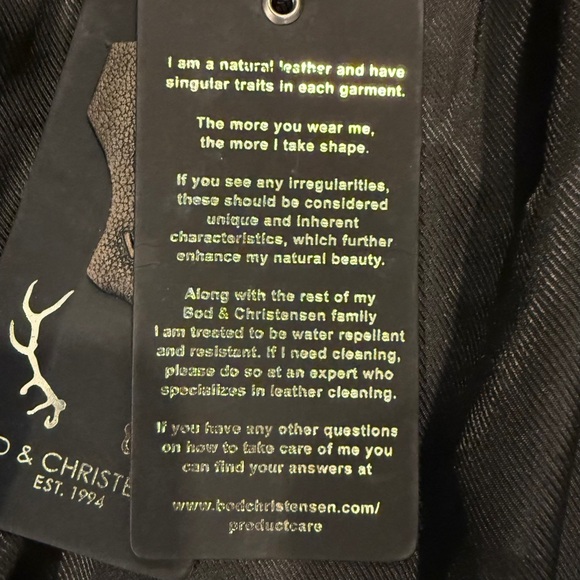 I am a natural leather and have
singular traits in each garment.
The more you wear me,
the more I take shape.
If you see any irregularities,
these should be considered
unique and inherent
characteristics, which further
enhance my natural beauty.
Along with the rest of my
Bod & Christensen family
I am treated to be water repellant
and resistant. If I need cleaning,
please do so at an expert who
specializes in leather cleaning.
If you have any other questions
on how to take care of me you
can find your answers at
www.bodchristensen.com/
productcare
D & CHRISTE
EST. 1994